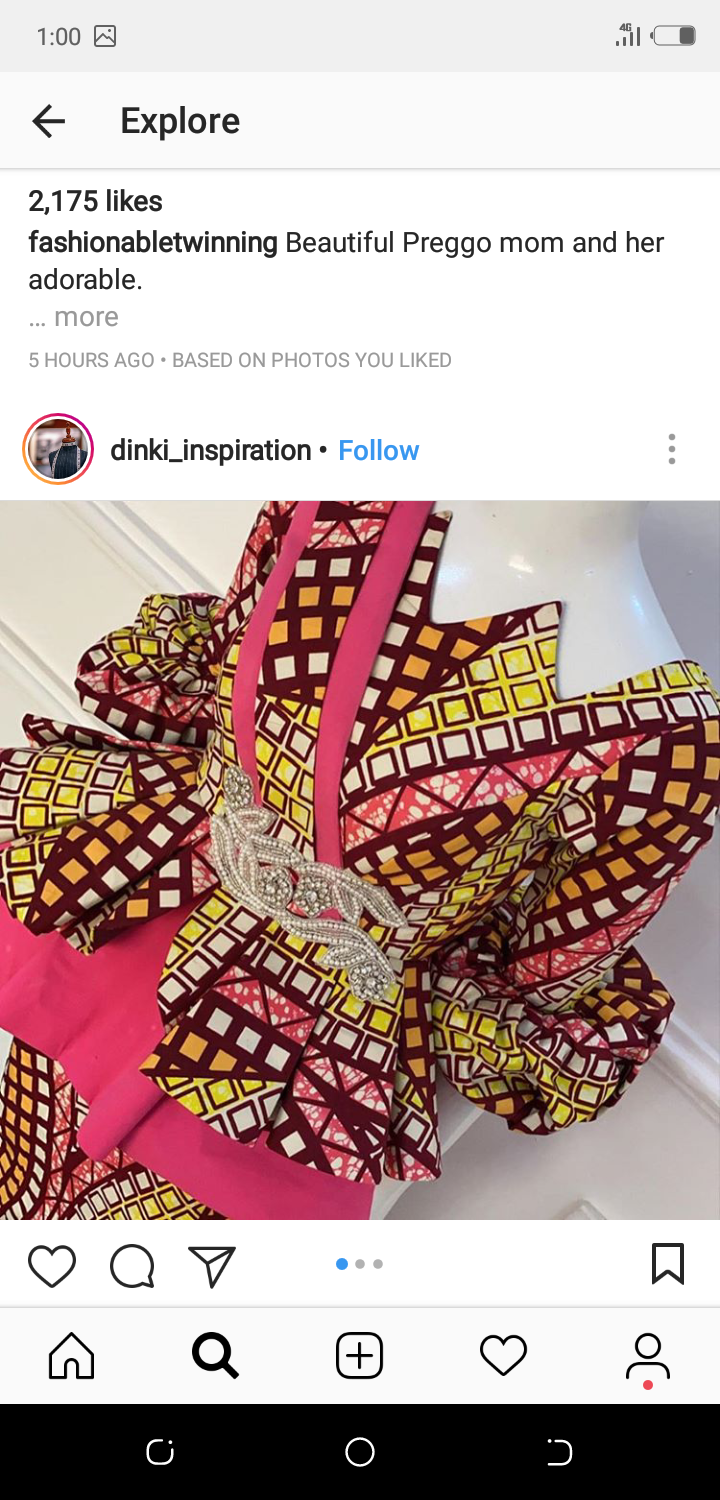 1:00
4G
Explore
2,175 likes
fashionabletwinning Beautiful Preggo mom and her
adorable.
... more
5 HOURS AGO • BASED ON PHOTOS YOU LIKED
dinki_inspiration • Follow